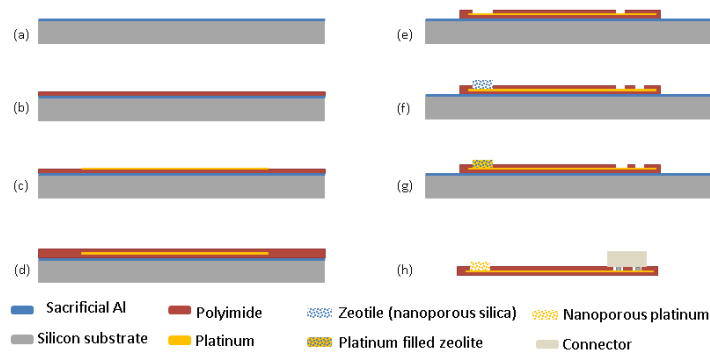 (a)
(b)
(c)
(d)
(e)
(f)
(g)
(h)
Sacrificial Al
Polyimide
Zeotile (nanoporous silica)
Nanoporous platinum
Silicon substrate
Platinum
Platinum filled zeolite
Connector